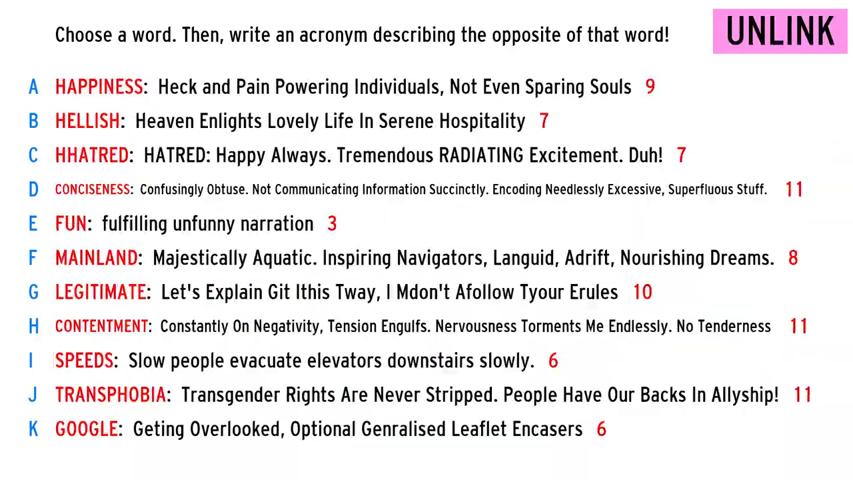 Choose a word. Then, write an acronym describing the opposite of that word!
UNLINK
A HAPPINESS: Heck and Pain Powering Individuals, Not Even Sparing Souls 9
B HELLISH: Heaven Enlights Lovely Life In Serene Hospitality 7
C HHATRED: HATRED: Happy Always. Tremendous RADIATING Excitement. Duh! 7
D CONCISENESS: Confusingly Obtuse. Not Communicating Information Succinctly. Encoding Needlessly Excessive, Superfluous Stuff. 11
E FUN: fulfilling unfunny narration 3
F MAINLAND: Majestically Aquatic. Inspiring Navigators, Languid, Adrift, Nourishing Dreams. 8
G LEGITIMATE: Let's Explain Git Ithis Tway, I Mdon't Afollow Tyour Erules 10
H CONTENTMENT: Constantly On Negativity, Tension Engulfs. Nervousness Torments Me Endlessly. No Tenderness 11
I SPEEDS: Slow people evacuate elevators downstairs slowly. 6
J TRANSPHOBIA: Transgender Rights Are Never Stripped. People Have Our Backs In Allyship! 11
K GOOGLE: Geting Overlooked, Optional Genralised Leaflet Encasers 6